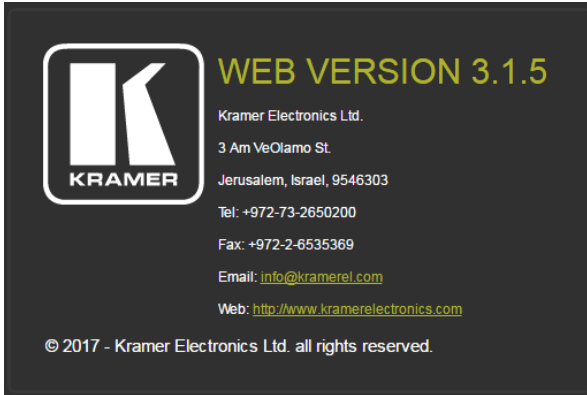 KRAMER
WEB VERSION 3.1.5
Kramer Electronics Ltd.
3 Am VeOlamo St.
Jerusalem, Israel, 9546303
Tel: +972-73-2650200
Fax: +972-2-6535369
Email: info@kramerel.com
Web: http://www.kramerelectronics.com
© 2017 - Kramer Electronics Ltd. all rights reserved.